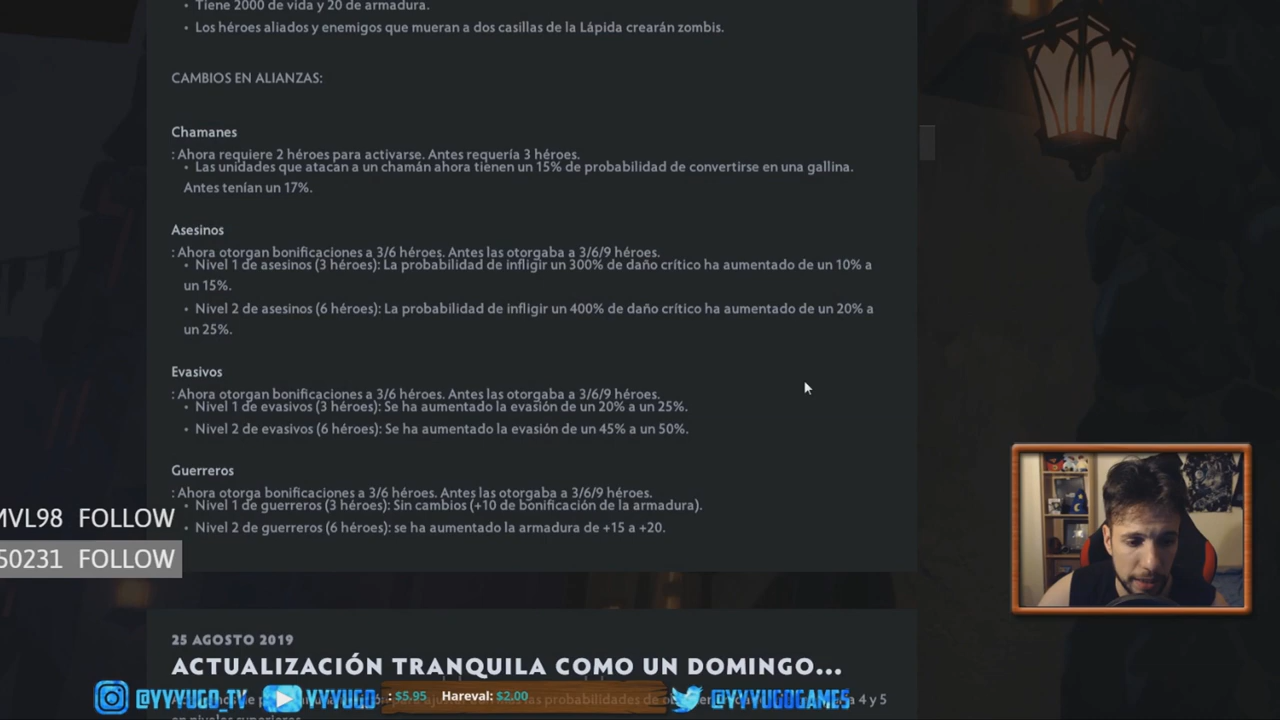 • Tiene 2000 de vida y 20 de armadura.
• Los héroes aliados y enemigos que mueran a dos casillas de la Lápida crearán zombis.
CAMBIOS EN ALIANZAS:
Chamanes
: Ahora requiere 2 héroes para activarse. Antes requería 3 héroes.
• Las unidades que atacan a un chamán ahora tienen un 15% de probabilidad de convertirse en una gallina.
Antes tenían un 17%.
Asesinos
: Ahora otorgan bonificaciones a 3/6 héroes. Antes las otorgaba a 3/6/9 héroes.
• Nivel 1 de asesinos (3 héroes): La probabilidad de infligir un 300% de daño crítico ha aumentado de un 10% a
un 15%.
• Nivel 2 de asesinos (6 héroes): La probabilidad de infligir un 400% de daño crítico ha aumentado de un 20% a
un 25%.
Evasivos
: Ahora otorgan bonificaciones a 3/6 héroes. Antes las otorgaba a 3/6/9 héroes.
• Nivel 1 de evasivos (3 héroes): Se ha aumentado la evasión de un 20% a un 25%.
• Nivel 2 de evasivos (6 héroes): Se ha aumentado la evasión de un 45% a un 50%.
Guerreros
: Ahora otorga bonificaciones a 3/6 héroes. Antes las otorgaba a 3/6/9 héroes.
• Nivel 1 de guerreros (3 héroes): Sin cambios (+10 de bonificación de la armadura).
• Nivel 2 de guerreros (6 héroes): se ha aumentado la armadura de +15 a +20.
MVL98 FOLLOW
50231 FOLLOW
25 AGOSTO 2019
ACTUALIZACIÓN TRANQUILA COMO UN DOMINGO...
a 4 y 5
en niveles superiores.
@VYYUGO_TV VYYUGO : $5.95 Hareval: $2.00 @VYYUGOGAMES